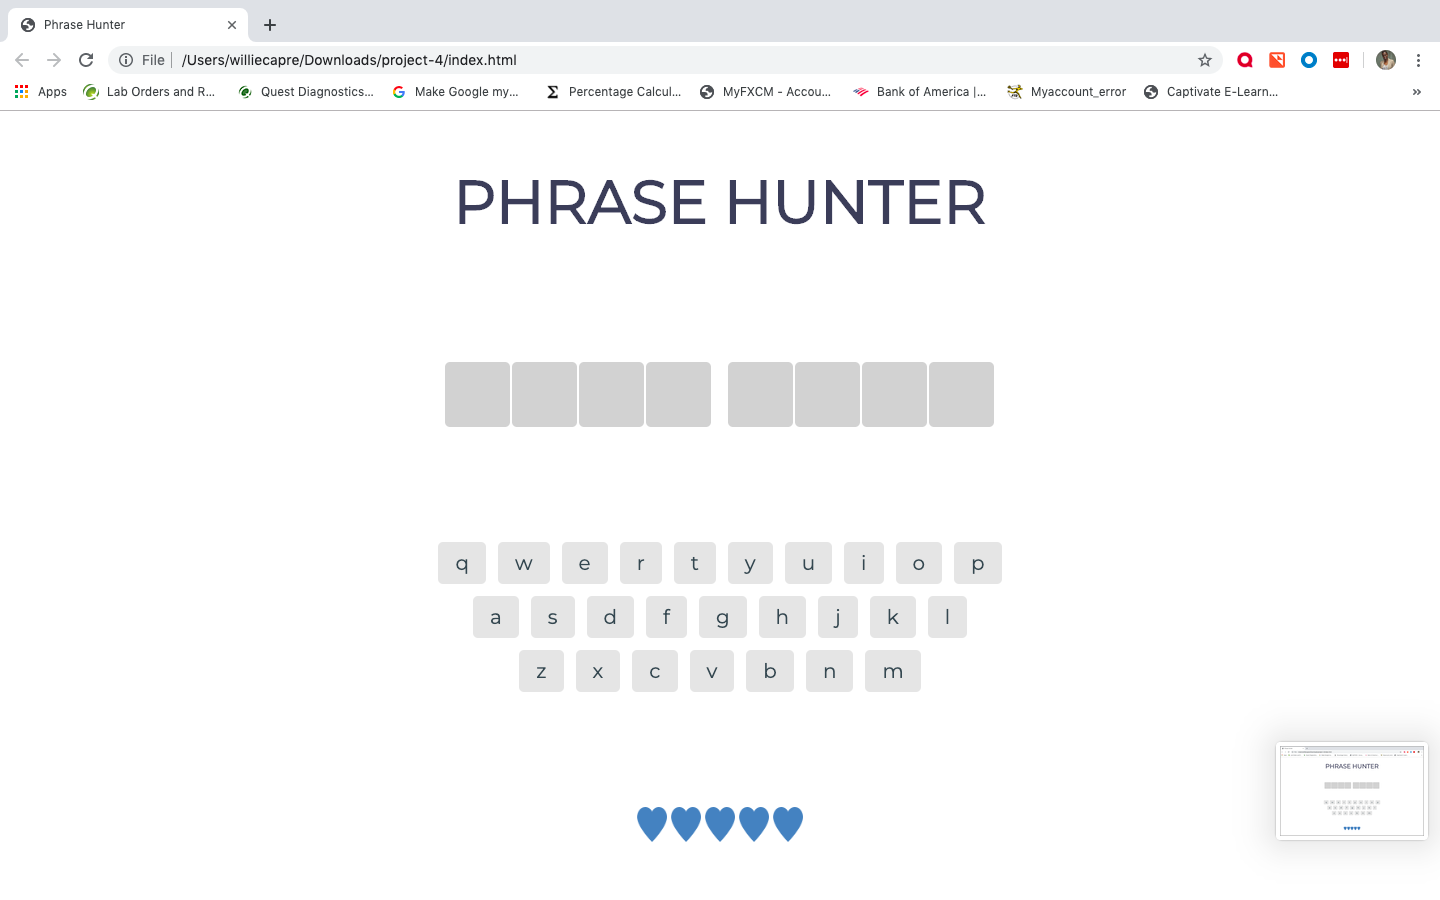 Phrase Hunter
File /Users/williecapre/Downloads/project-4/index.html
Apps Lab Orders and R... Quest Diagnostics... Make Google my... Percentage Calcul... MyFXCM - Accou... Bank of America |... Myaccount_error Captivate E-Learn... »
PHRASE HUNTER
q w e r t y u i o p
a s d f g h j k l
z x c v b n m
PHRASE HUNTER